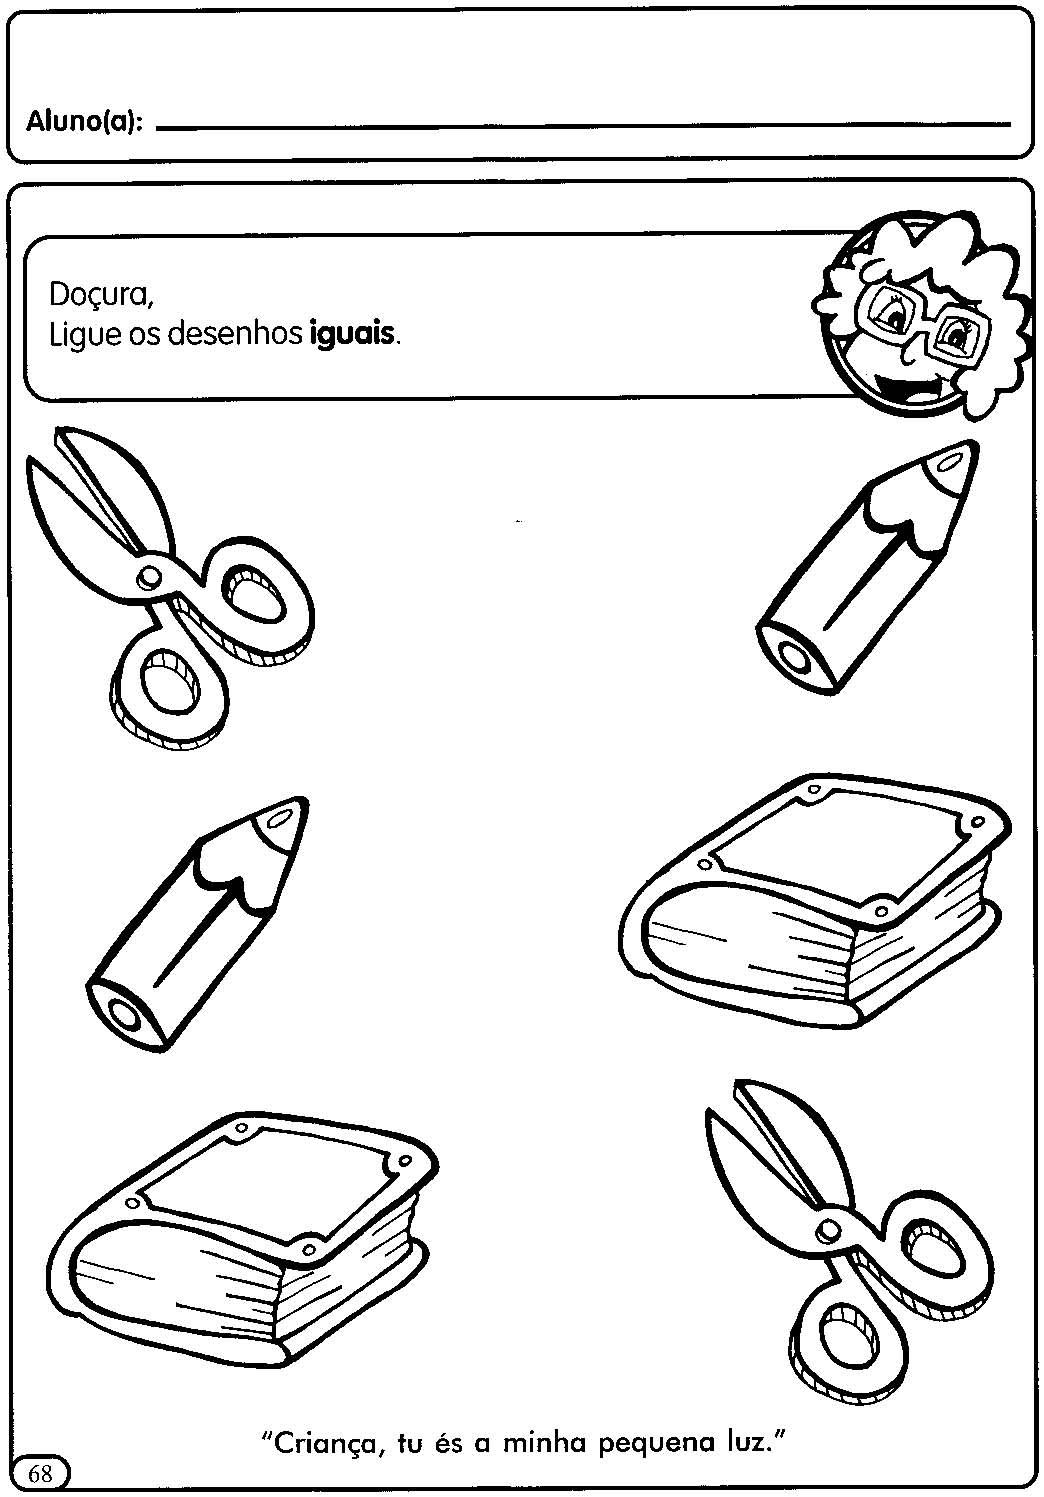 Aluno(a):
Doçura,
Ligue os desenhos iguais.
"Criança, tu és a minha pequena luz."
68